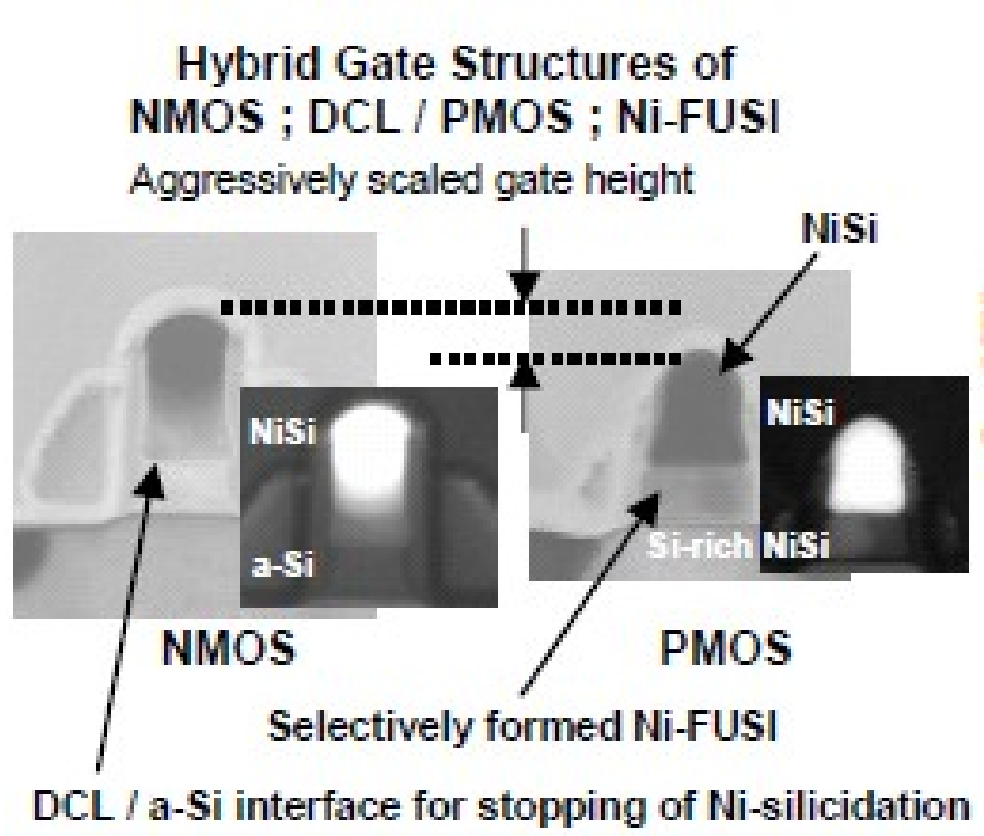 Hybrid Gate Structures of
NMOS ; DCL / PMOS ; Ni-FUSI
Aggressively scaled gate height
NiSi
NiSi
a-Si
NiSi
Si-rich NiSi
NMOS
PMOS
Selectively formed Ni-FUSI
DCL / a-Si interface for stopping of Ni-silicidation